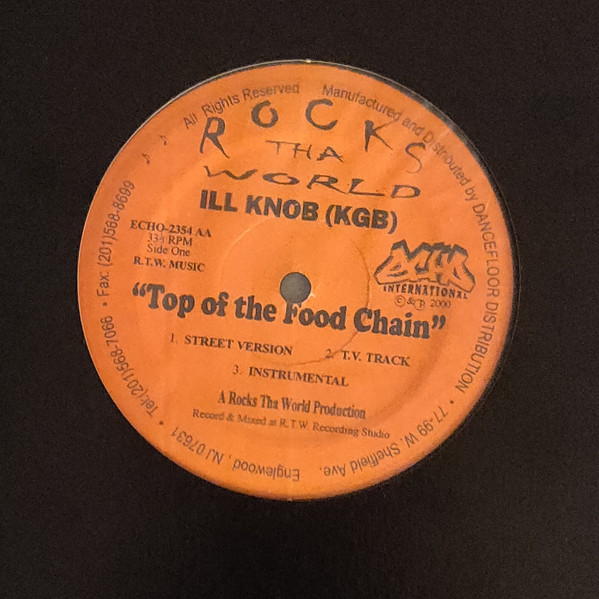 All Rights Reserved
Manufactured and Distributed by DANCEFLOOR DISTRIBUTION • 77-99 W. Sheffield Ave. Englewood, NJ 07631 • Tel:(201)568-7066 • Fax: (201)568-8699
ROCKS
THA
WORLD
ILL KNOB (KGB)
ECHO-2354 AA
33⅓ RPM
Side One
R.T.W. MUSIC
ECHO
INTERNATIONAL
©&℗ 2000
“Top of the Food Chain”
1. STREET VERSION 2. T.V. TRACK
3. INSTRUMENTAL
A Rocks Tha World Production
Record & Mixed at R.T.W. Recording Studio